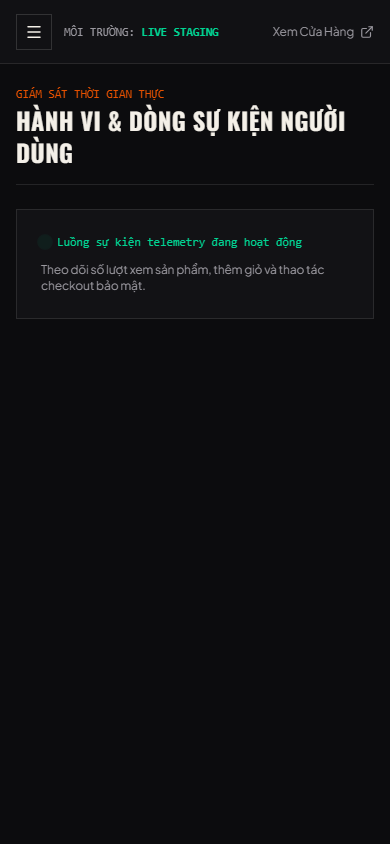 MÔI TRƯỜNG: LIVE STAGING
Xem Cửa Hàng
GIÁM SÁT THỜI GIAN THỰC
HÀNH VI & DÒNG SỰ KIỆN NGƯỜI
DÙNG
Luồng sự kiện telemetry đang hoạt động
Theo dõi số lượt xem sản phẩm, thêm giỏ và thao tác
checkout bảo mật.